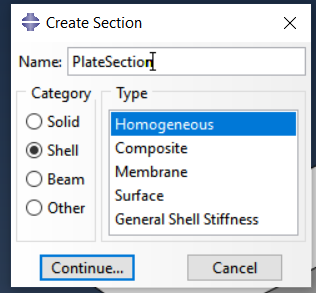 Create Section
Name: PlateSection
Category
Type
Solid
Shell
Beam
Other
Homogeneous
Composite
Membrane
Surface
General Shell Stiffness
Continue...
Cancel